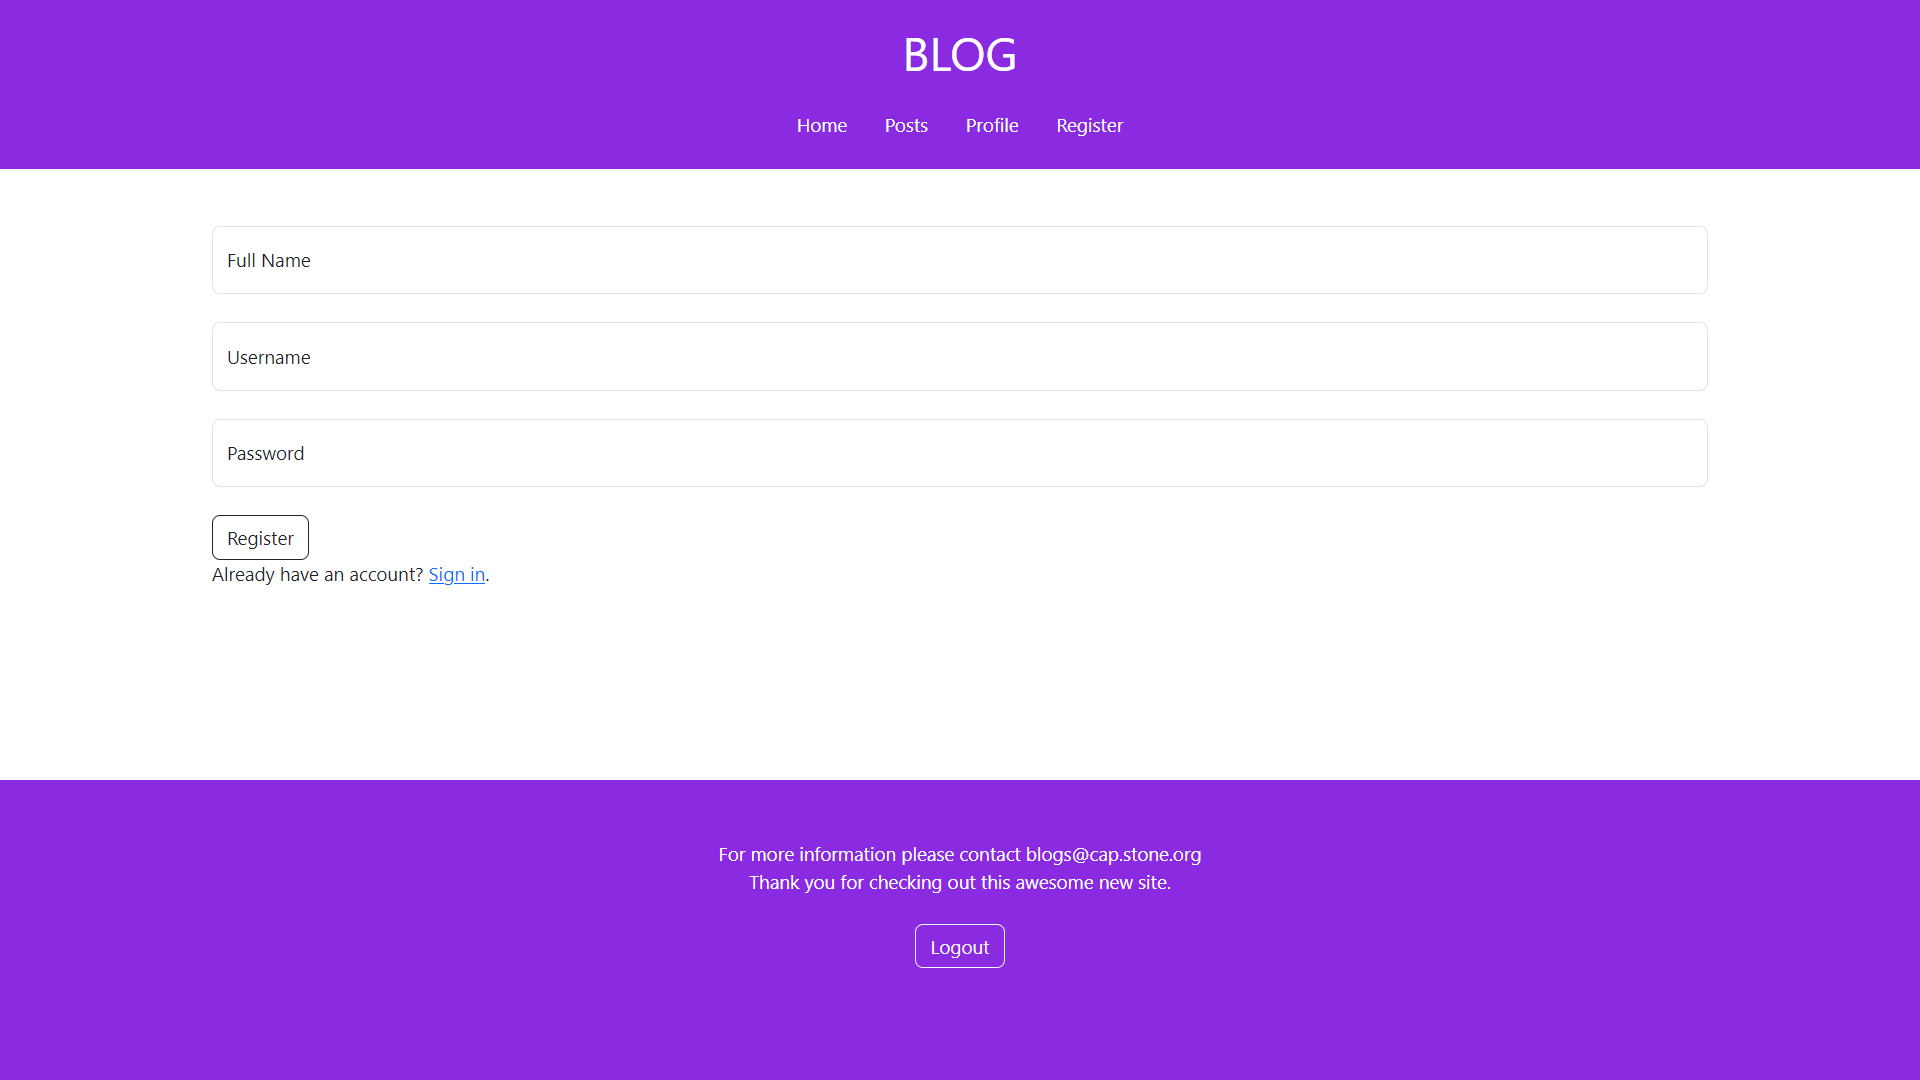 BLOG
Home Posts Profile Register
Full Name
Username
Password
Register
Already have an account? Sign in.
For more information please contact blogs@cap.stone.org
Thank you for checking out this awesome new site.
Logout